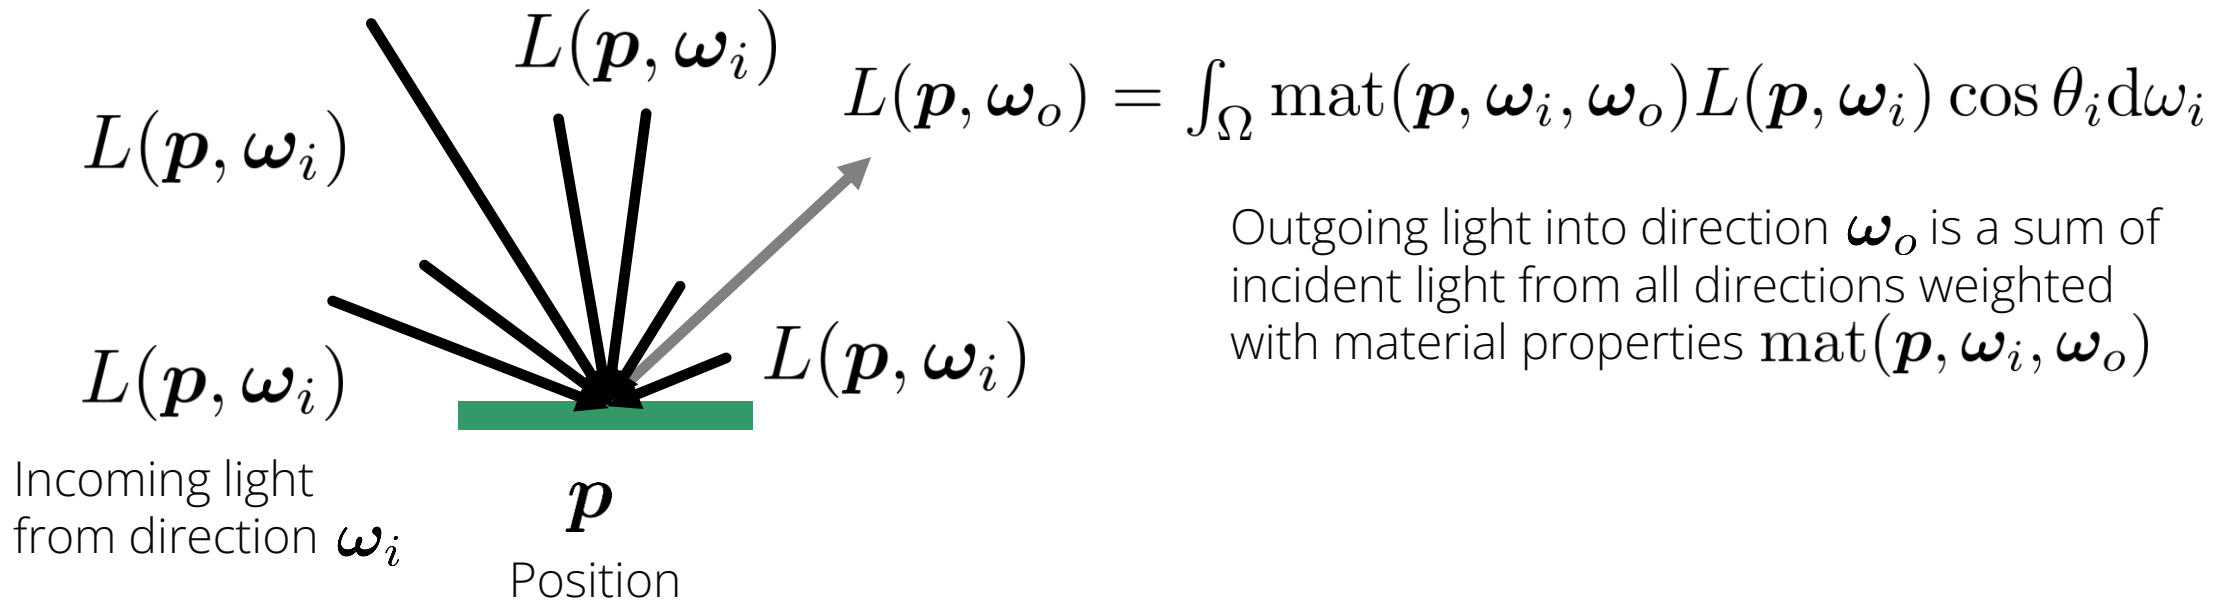 L(p, ω_i)
L(p, ω_o) = ∫_Ω mat(p, ω_i, ω_o)L(p, ω_i) cos θ_i dω_i
L(p, ω_i)
Outgoing light into direction ω_o is a sum of
incident light from all directions weighted
with material properties mat(p, ω_i, ω_o)
L(p, ω_i)
L(p, ω_i)
Incoming light
from direction ω_i
p
Position